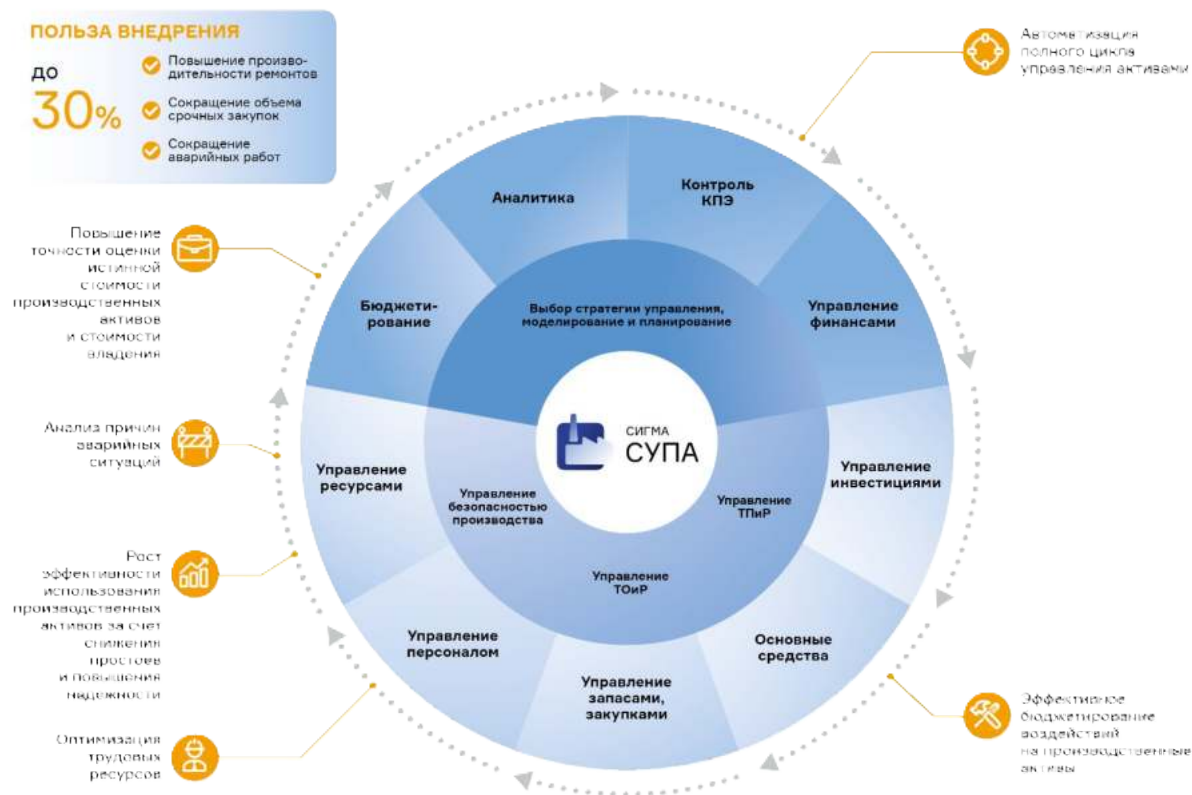 ПОЛЬЗА ВНЕДРЕНИЯ
ДО
30%
Повышение произво-
дительности ремонтов
Сокращение объема
срочных закупок
Сокращение
аварийных работ
Автоматизация
полного цикла
управления активами
Повышение
точности оценки
истинной
стоимости
производственных
активов
и стоимости
владения
Анализ причин
аварийных
ситуаций
Рост
эффективности
использования
производственных
активов за счет
снижения
простоев
и повышения
надежности
Оптимизация
трудовых
ресурсов
Эффективное
бюджетирование
воздействий
на производственные
активы
Аналитика
Контроль
КПЭ
Бюджети-
рование
Управление
финансами
Управление
ресурсами
Управление
инвестициями
Управление
персоналом
Основные
средства
Управление
запасами,
закупками
Выбор стратегии управления,
моделирование и планирование
Управление
безопасностью
производства
Управление
ТПиР
Управление
ТОиР
СИГМА
СУПА